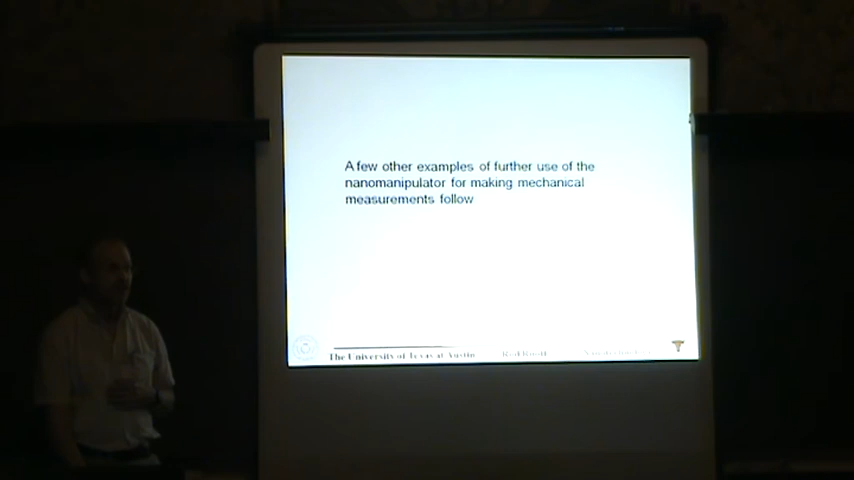 A few other examples of further use of the
nanomanipulator for making mechanical
measurements follow
The University of Texas at Austin